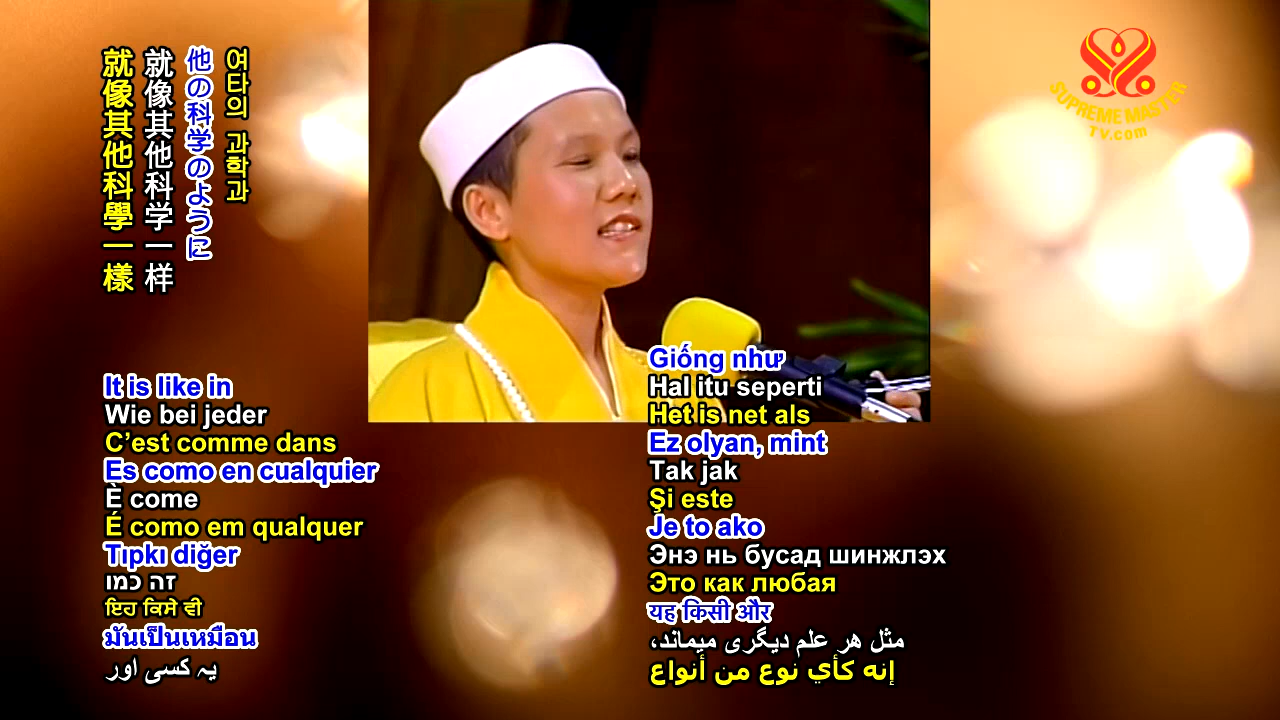 여타의 과학과
他の科学のように
就像其他科学一样
就像其他科學一樣
SUPREME MASTER
TV.com
It is like in
Wie bei jeder
C’est comme dans
Es como en cualquier
È come
É como em qualquer
Tıpkı diğer
זה כמו
ਇਹ ਕਿਸੇ ਵੀ
มันเป็นเหมือน
یہ کسی اور
Giống như
Hal itu seperti
Het is net als
Ez olyan, mint
Tak jak
Şi este
Je to ako
Энэ нь бусад шинжлэх
Это как любая
यह किसी और
مثل هر علم دیگری میماند،
إنه كأي نوع من أنواع